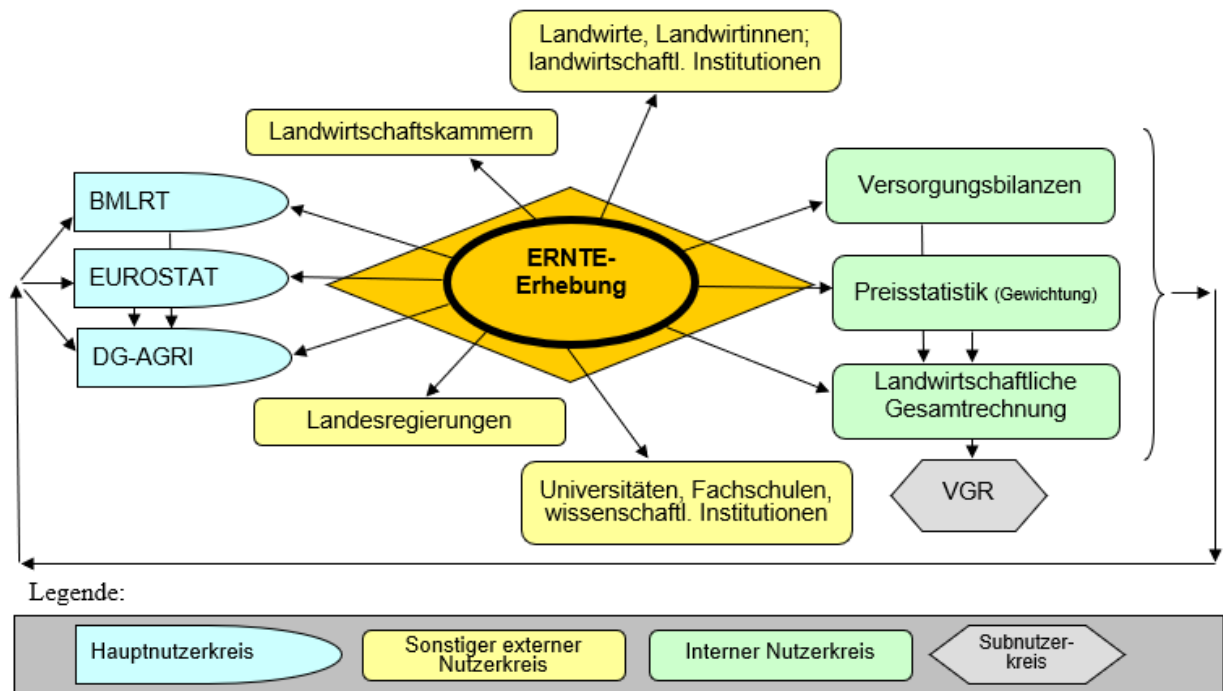 Landwirte, Landwirtinnen;
landwirtschaftl. Institutionen
Landwirtschaftskammern
BMLRT
EUROSTAT
DG-AGRI
ERNTE-
Erhebung
Versorgungsbilanzen
Preisstatistik (Gewichtung)
Landwirtschaftliche
Gesamtrechnung
VGR
Landesregierungen
Universitäten, Fachschulen,
wissenschaftl. Institutionen
Legende:
Hauptnutzerkreis
Sonstiger externer
Nutzerkreis
Interner Nutzerkreis
Subnutzer-
kreis